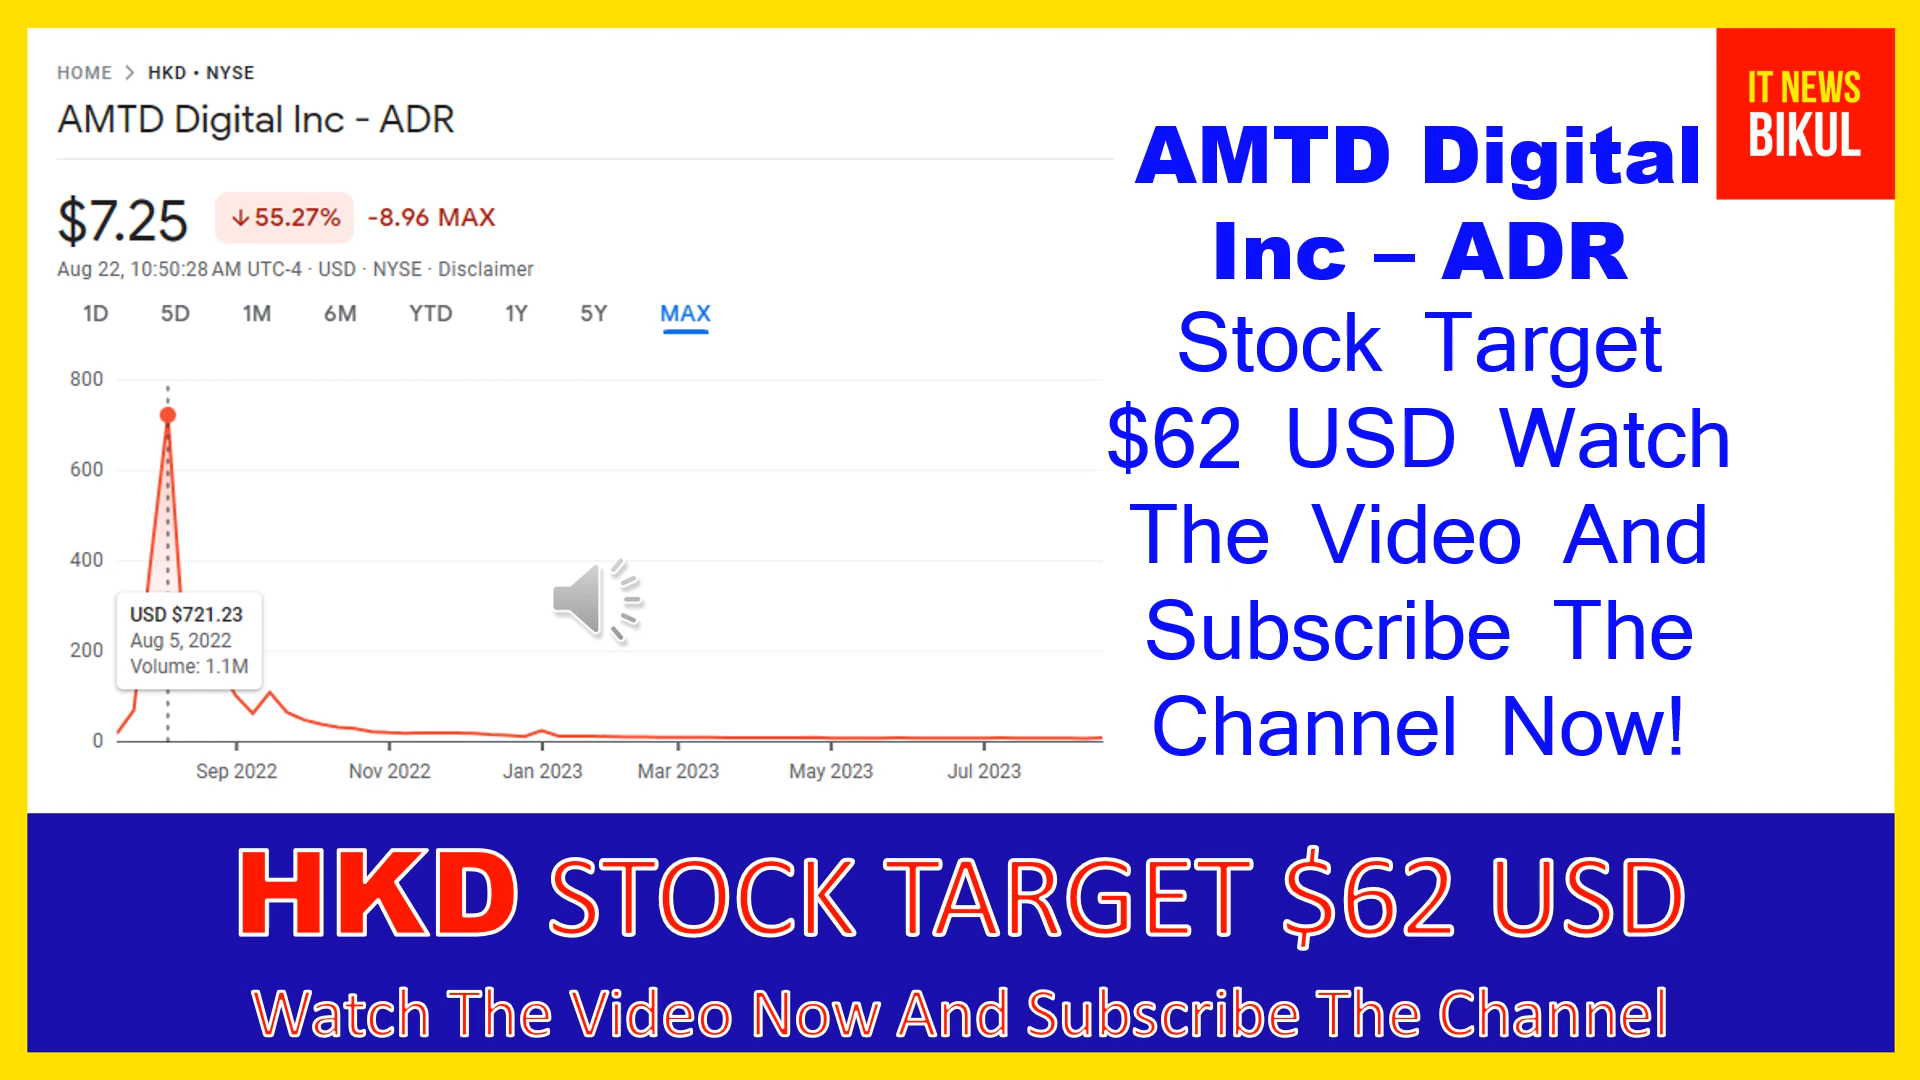 HOME > HKD • NYSE
AMTD Digital Inc - ADR
$7.25 ↓ 55.27% -8.96 MAX
Aug 22, 10:50:28 AM UTC-4 · USD · NYSE · Disclaimer
1D 5D 1M 6M YTD 1Y 5Y MAX
800
600
400
200
0
USD $721.23
Aug 5, 2022
Volume: 1.1M
Sep 2022 Nov 2022 Jan 2023 Mar 2023 May 2023 Jul 2023
AMTD Digital
Inc – ADR
Stock Target
$62 USD Watch
The Video And
Subscribe The
Channel Now!
IT NEWS
BIKUL
HKD STOCK TARGET $62 USD
Watch The Video Now And Subscribe The Channel